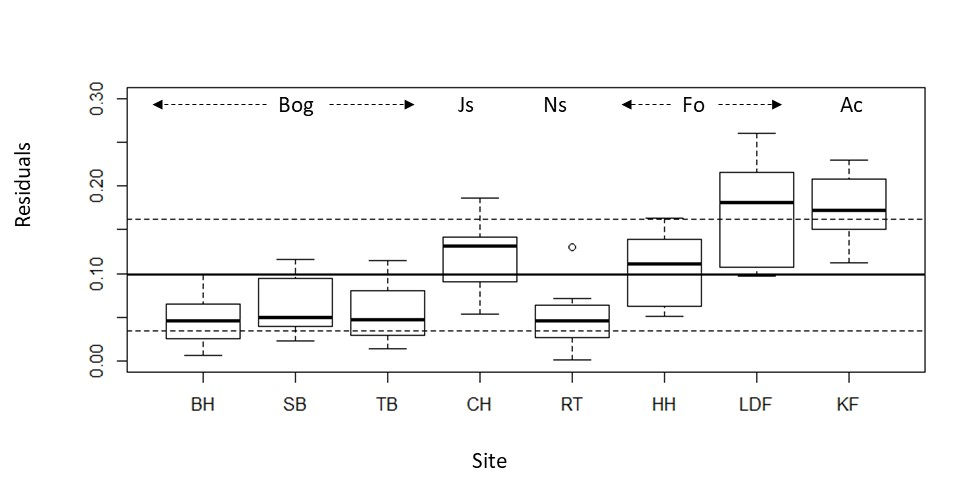 0.30
Bog Js Ns Fo Ac
Residuals
0.20
0.10
0.00
BH SB TB CH RT HH LDF KF
Site